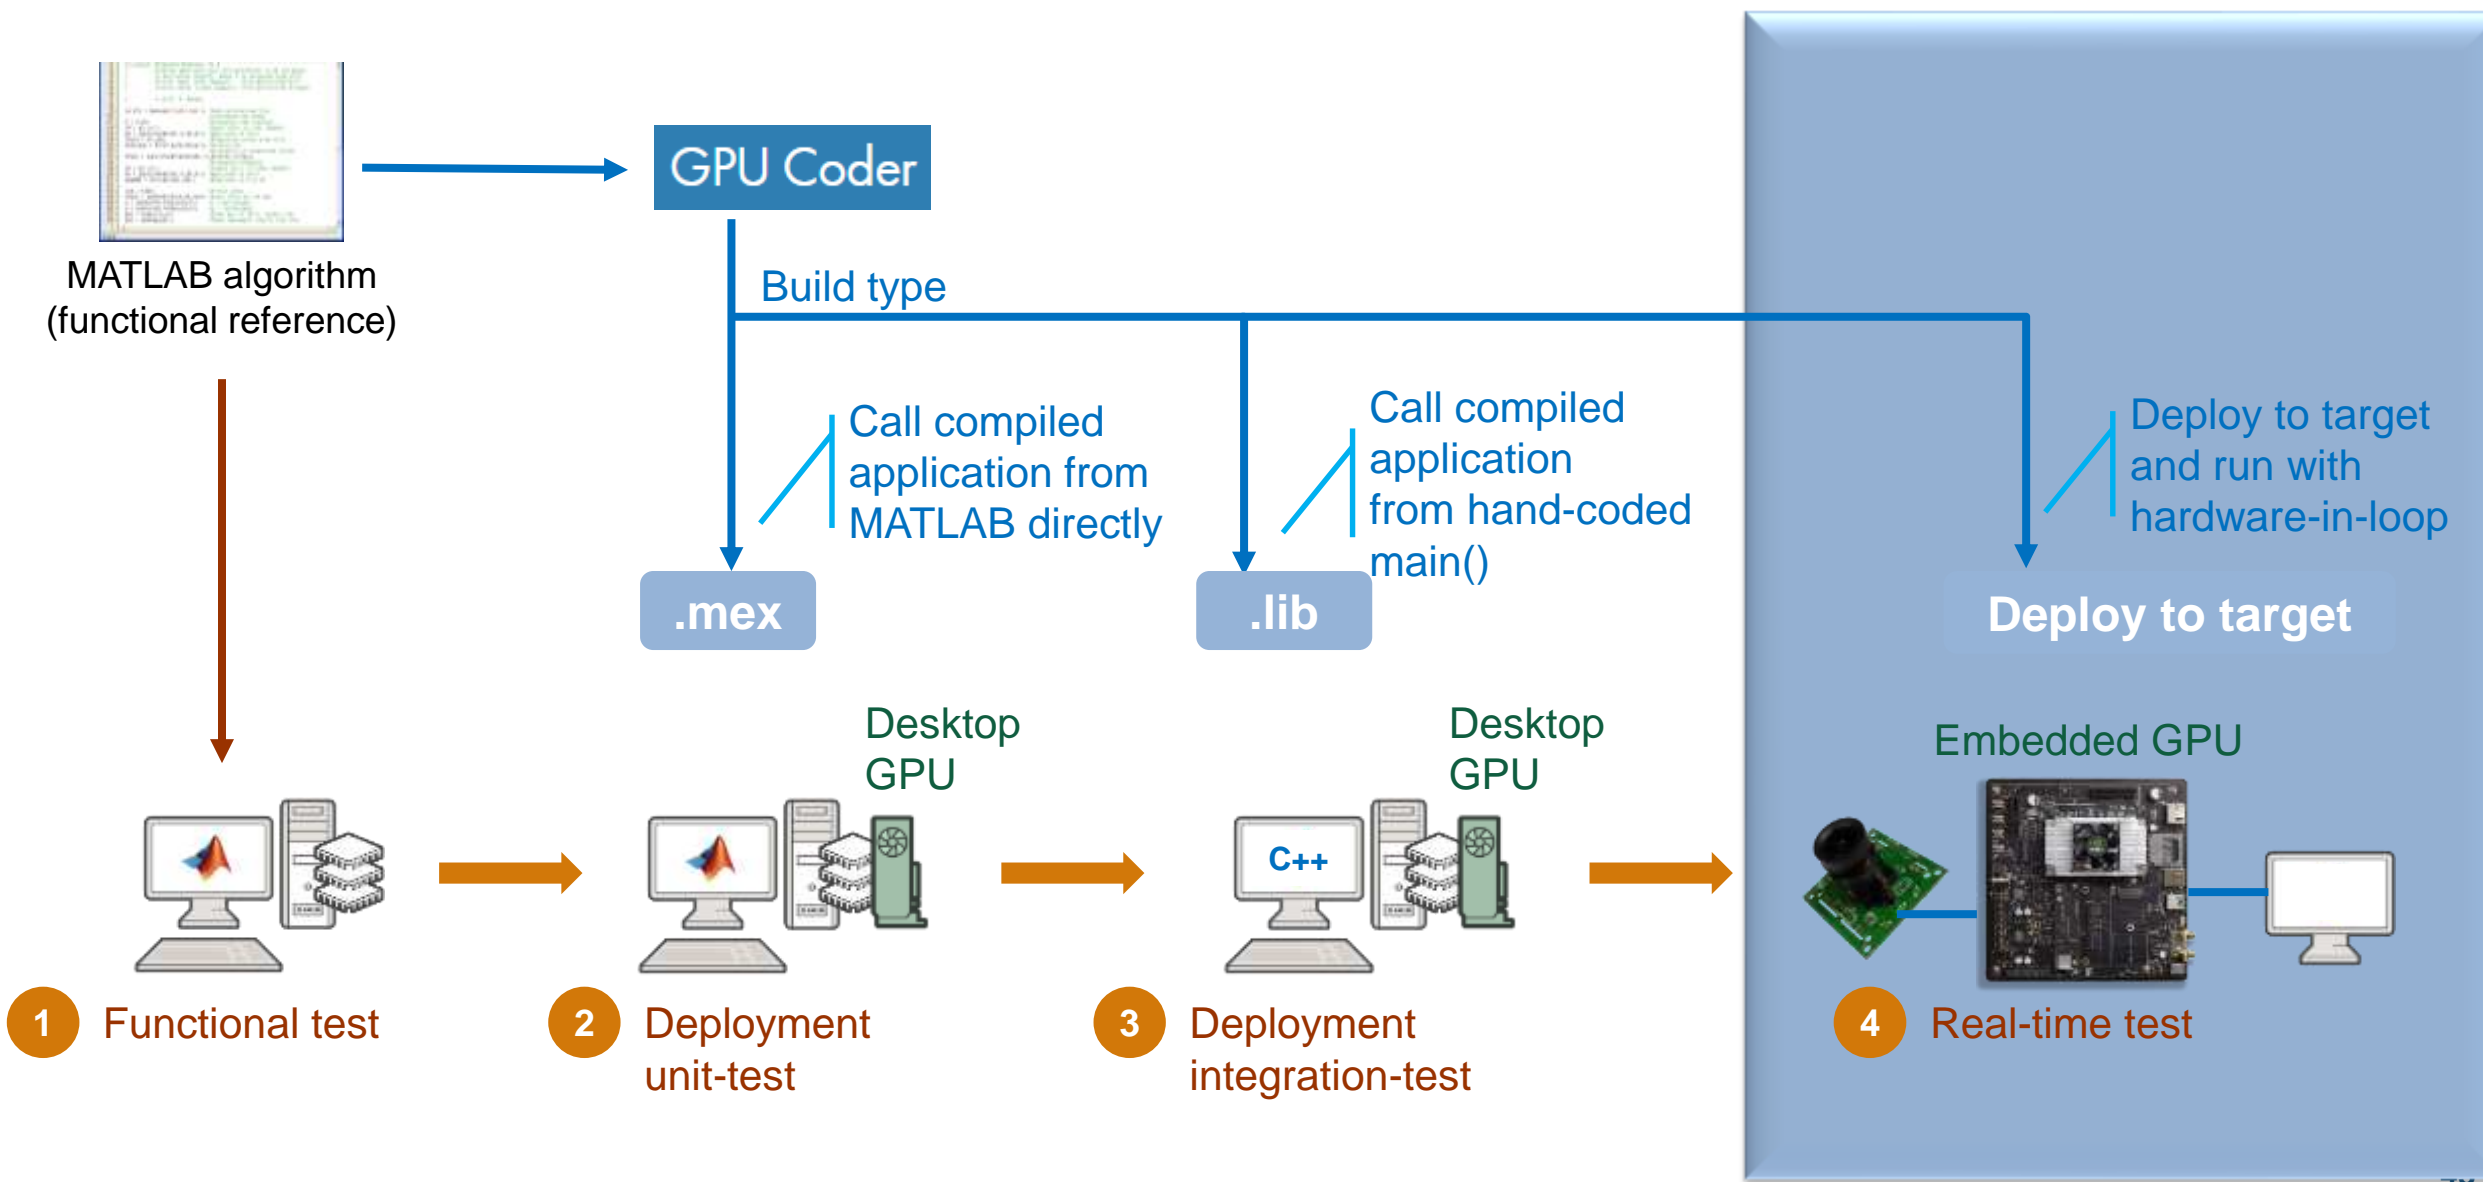 GPU Coder
MATLAB algorithm
(functional reference)
Build type
Call compiled
application from
MATLAB directly
Call compiled
application
from hand-coded
main()
Deploy to target
and run with
hardware-in-loop
.mex
.lib
Deploy to target
Desktop
GPU
Desktop
GPU
Embedded GPU
C++
1 Functional test
2 Deployment
unit-test
3 Deployment
integration-test
4 Real-time test